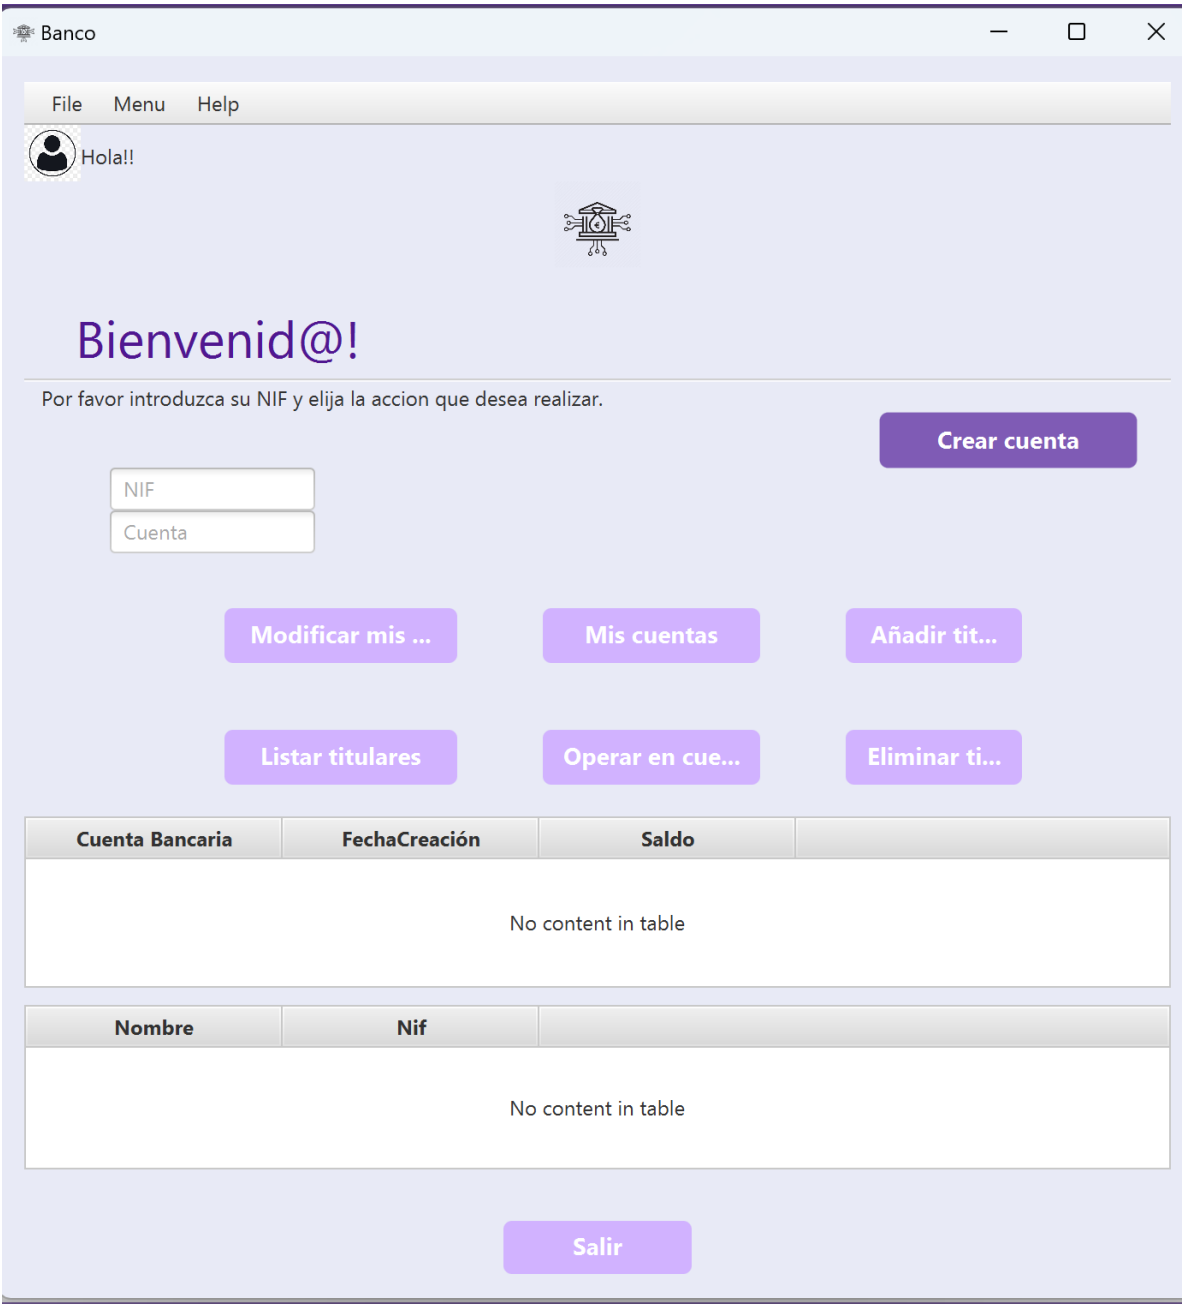 Banco
File Menu Help
Hola!!
€
Bienvenid@!
Por favor introduzca su NIF y elija la accion que desea realizar.
Crear cuenta
NIF
Cuenta
Modificar mis ... Mis cuentas Añadir tit...
Listar titulares Operar en cue... Eliminar ti...
Cuenta Bancaria FechaCreación Saldo
No content in table
Nombre Nif
No content in table
Salir